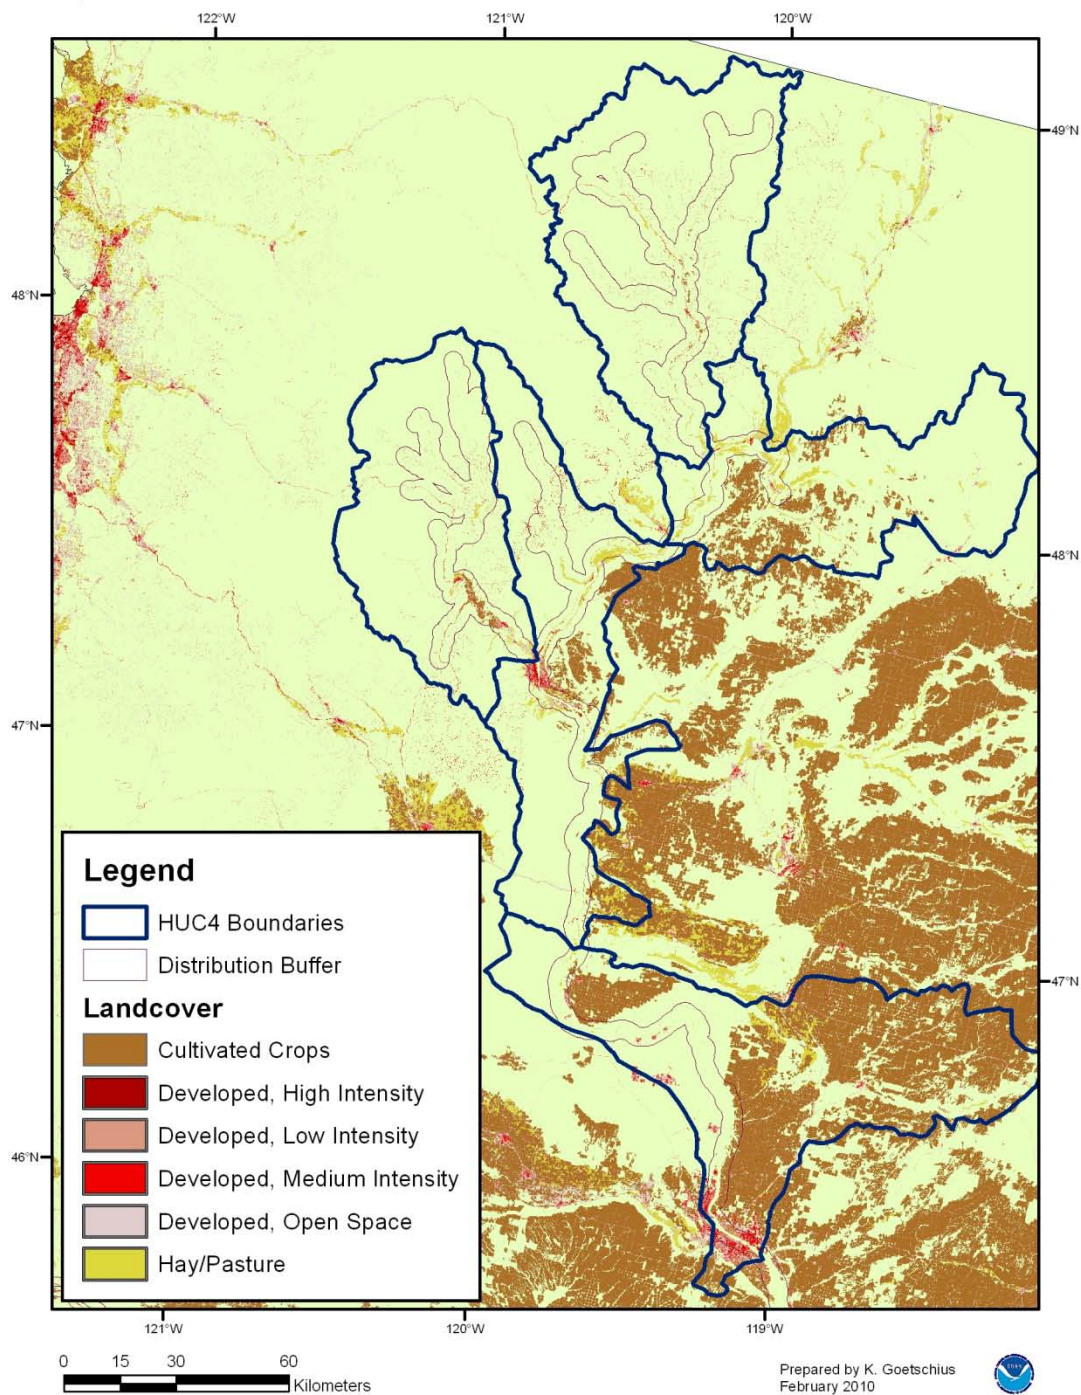 122°W 121°W 120°W
49°N
48°N
48°N
47°N
47°N
46°N
Legend
HUC4 Boundaries
Distribution Buffer
Landcover
Cultivated Crops
Developed, High Intensity
Developed, Low Intensity
Developed, Medium Intensity
Developed, Open Space
Hay/Pasture
121°W 120°W 119°W
0 15 30 60
Kilometers
Prepared by K. Goetschius
February 2010